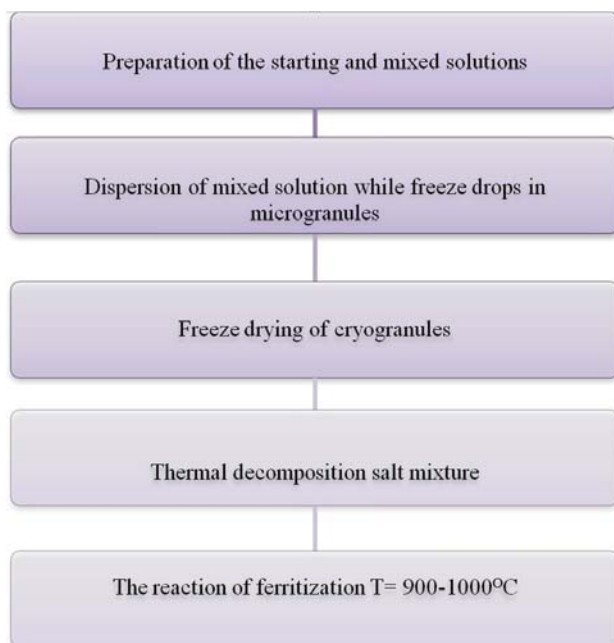 Preparation of the starting and mixed solutions
Dispersion of mixed solution while freeze drops in
microgranules
Freeze drying of cryogranules
Thermal decomposition salt mixture
The reaction of ferritization T= 900-1000°C